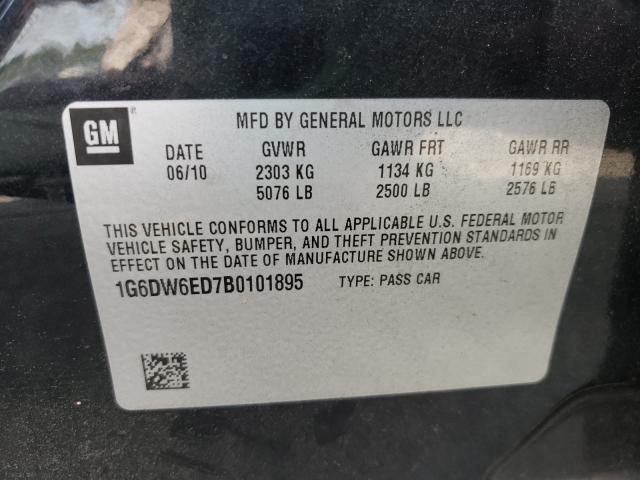 GM
MFD BY GENERAL MOTORS LLC
DATE GVWR GAWR FRT GAWR RR
06/10 2303 KG 1134 KG 1169 KG
5076 LB 2500 LB 2576 LB
THIS VEHICLE CONFORMS TO ALL APPLICABLE U.S. FEDERAL MOTOR
VEHICLE SAFETY, BUMPER, AND THEFT PREVENTION STANDARDS IN
EFFECT ON THE DATE OF MANUFACTURE SHOWN ABOVE.
1G6DW6ED7B0101895 TYPE: PASS CAR